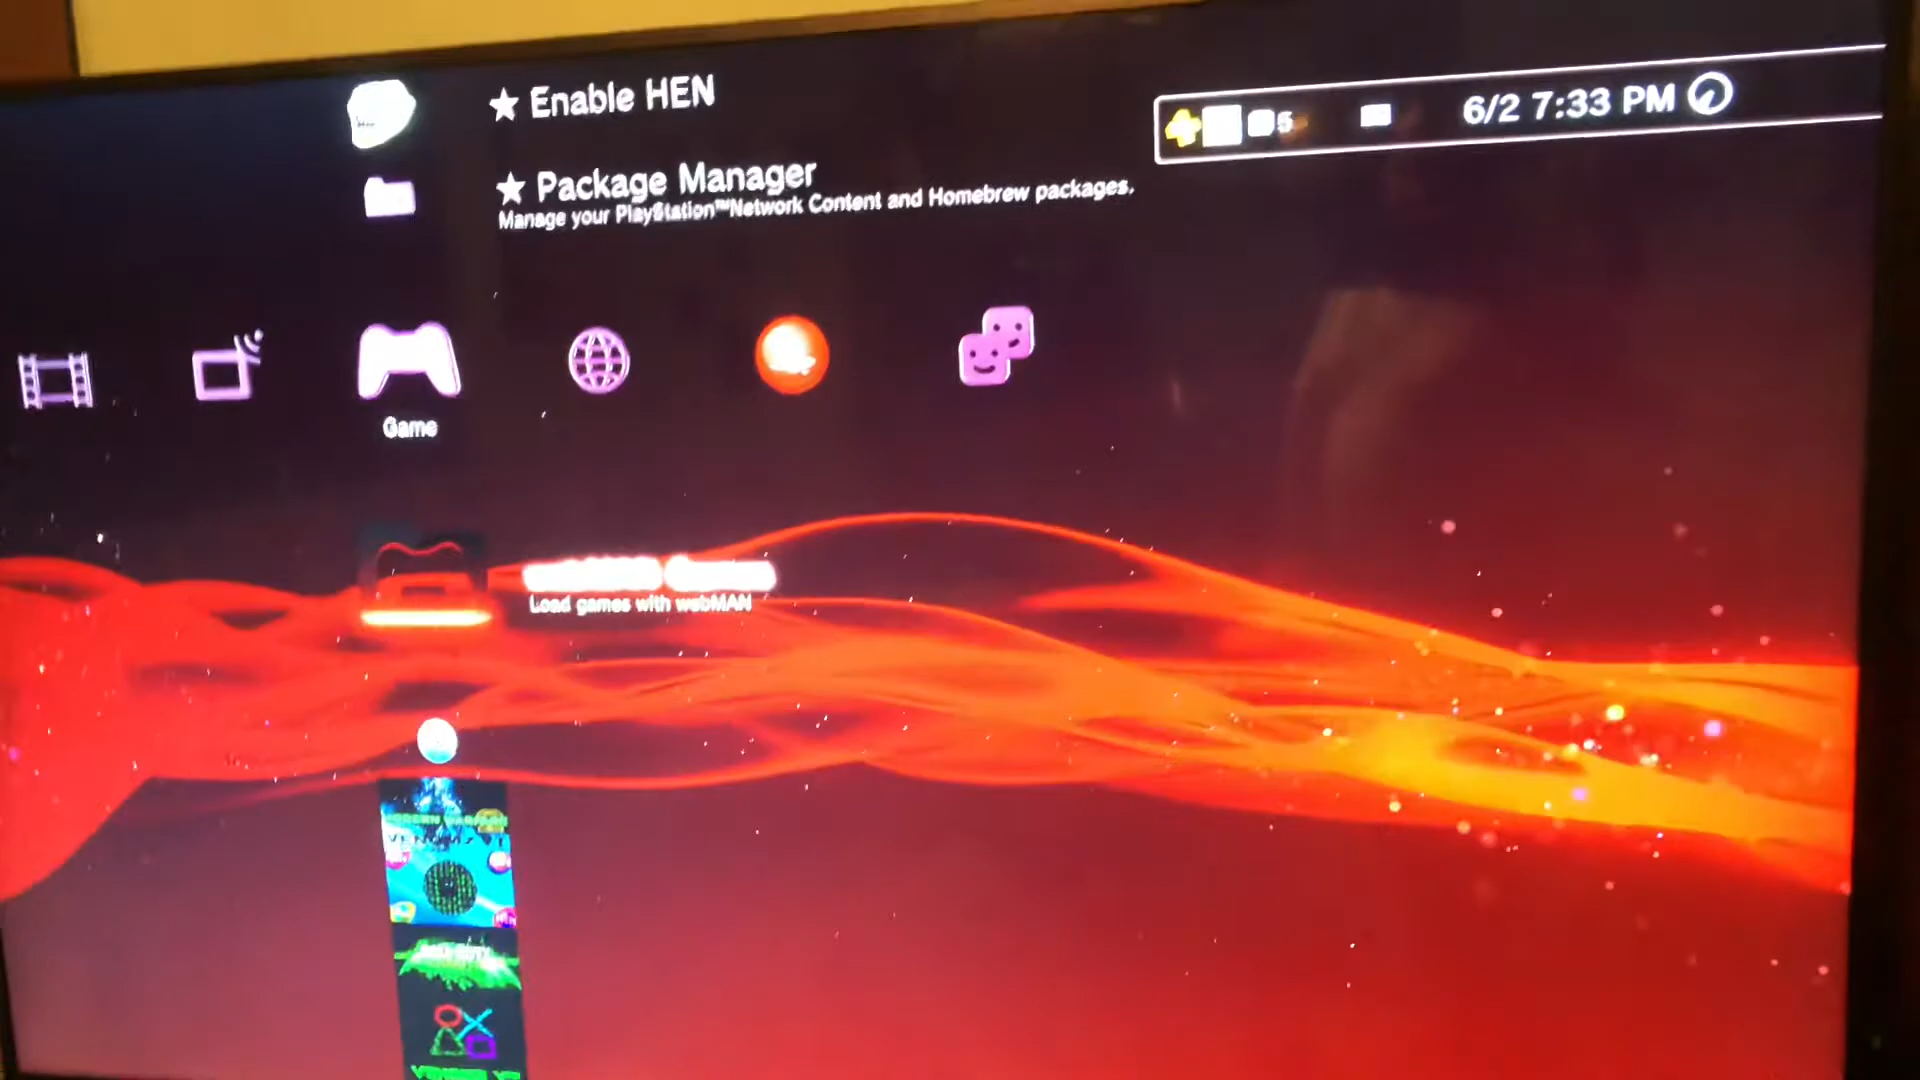 ★ Enable HEN
5
6/2 7:33 PM
★ Package Manager
Manage your PlayStation™Network Content and Homebrew packages.
Game
Load games with webMAN